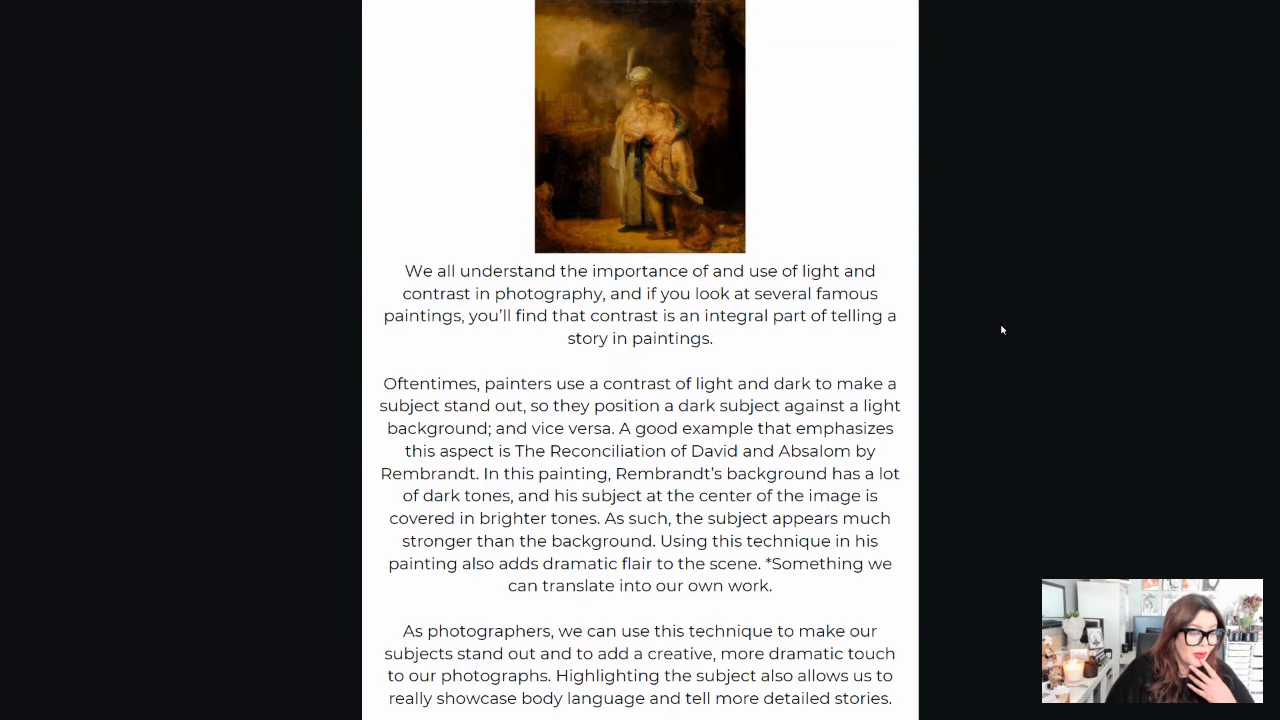 We all understand the importance of and use of light and
contrast in photography, and if you look at several famous
paintings, you'll find that contrast is an integral part of telling a
story in paintings.
Oftentimes, painters use a contrast of light and dark to make a
subject stand out, so they position a dark subject against a light
background; and vice versa. A good example that emphasizes
this aspect is The Reconciliation of David and Absalom by
Rembrandt. In this painting, Rembrandt's background has a lot
of dark tones, and his subject at the center of the image is
covered in brighter tones. As such, the subject appears much
stronger than the background. Using this technique in his
painting also adds dramatic flair to the scene. *Something we
can translate into our own work.
As photographers, we can use this technique to make our
subjects stand out and to add a creative, more dramatic touch
to our photographs. Highlighting the subject also allows us to
really showcase body language and tell more detailed stories.